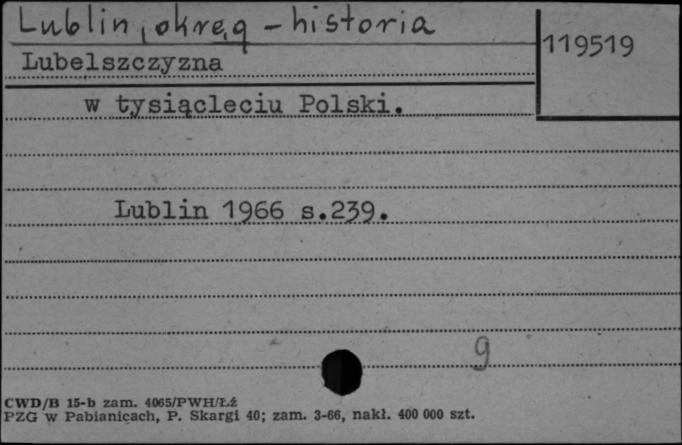 Lublin, okręg - historia
119519
Lubelszczyzna
w tysiącleciu Polski.
Lublin 1966 s.239.
9
CWD/B 15-b zam. 4065/PWH/Łź
PZG w Pabianicach, P. Skargi 40; zam. 3-66, nakł. 400 000 szt.